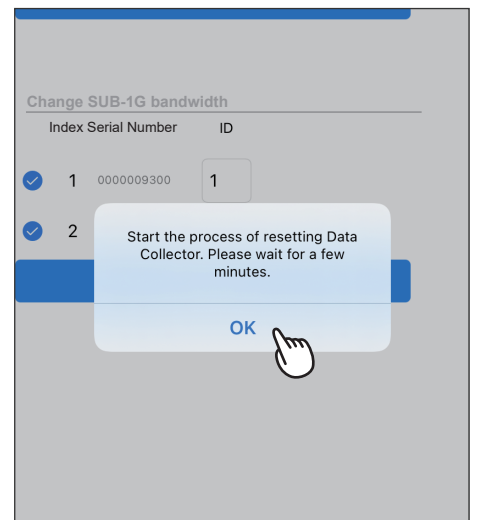 Change SUB-1G bandwidth
Index Serial Number ID
1 0000009300 1
2
Start the process of resetting Data
Collector. Please wait for a few
minutes.
OK